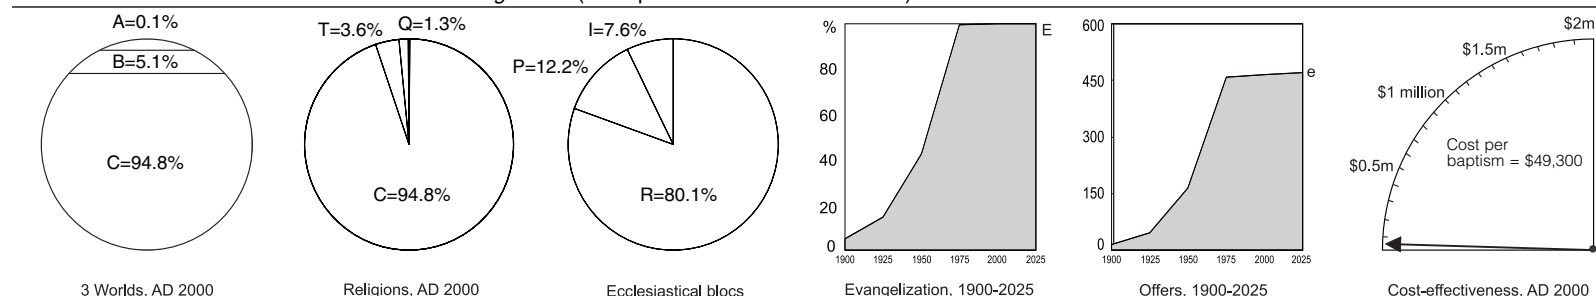 A=0.1%
B=5.1%
C=94.8%
3 Worlds, AD 2000
T=3.6%
Q=1.3%
C=94.8%
Religions, AD 2000
I=7.6%
P=12.2%
R=80.1%
Ecclesiastical blocs
%
80
60
40
20
0
E
1900 1925 1950 1975 2000 2025
Evangelization, 1900-2025
600
450
300
150
0
e
1900 1925 1950 1975 2000 2025
Offers, 1900-2025
$2m
$1.5m
$1 million
$0.5m
Cost per
baptism = $49,300
Cost-effectiveness, AD 2000